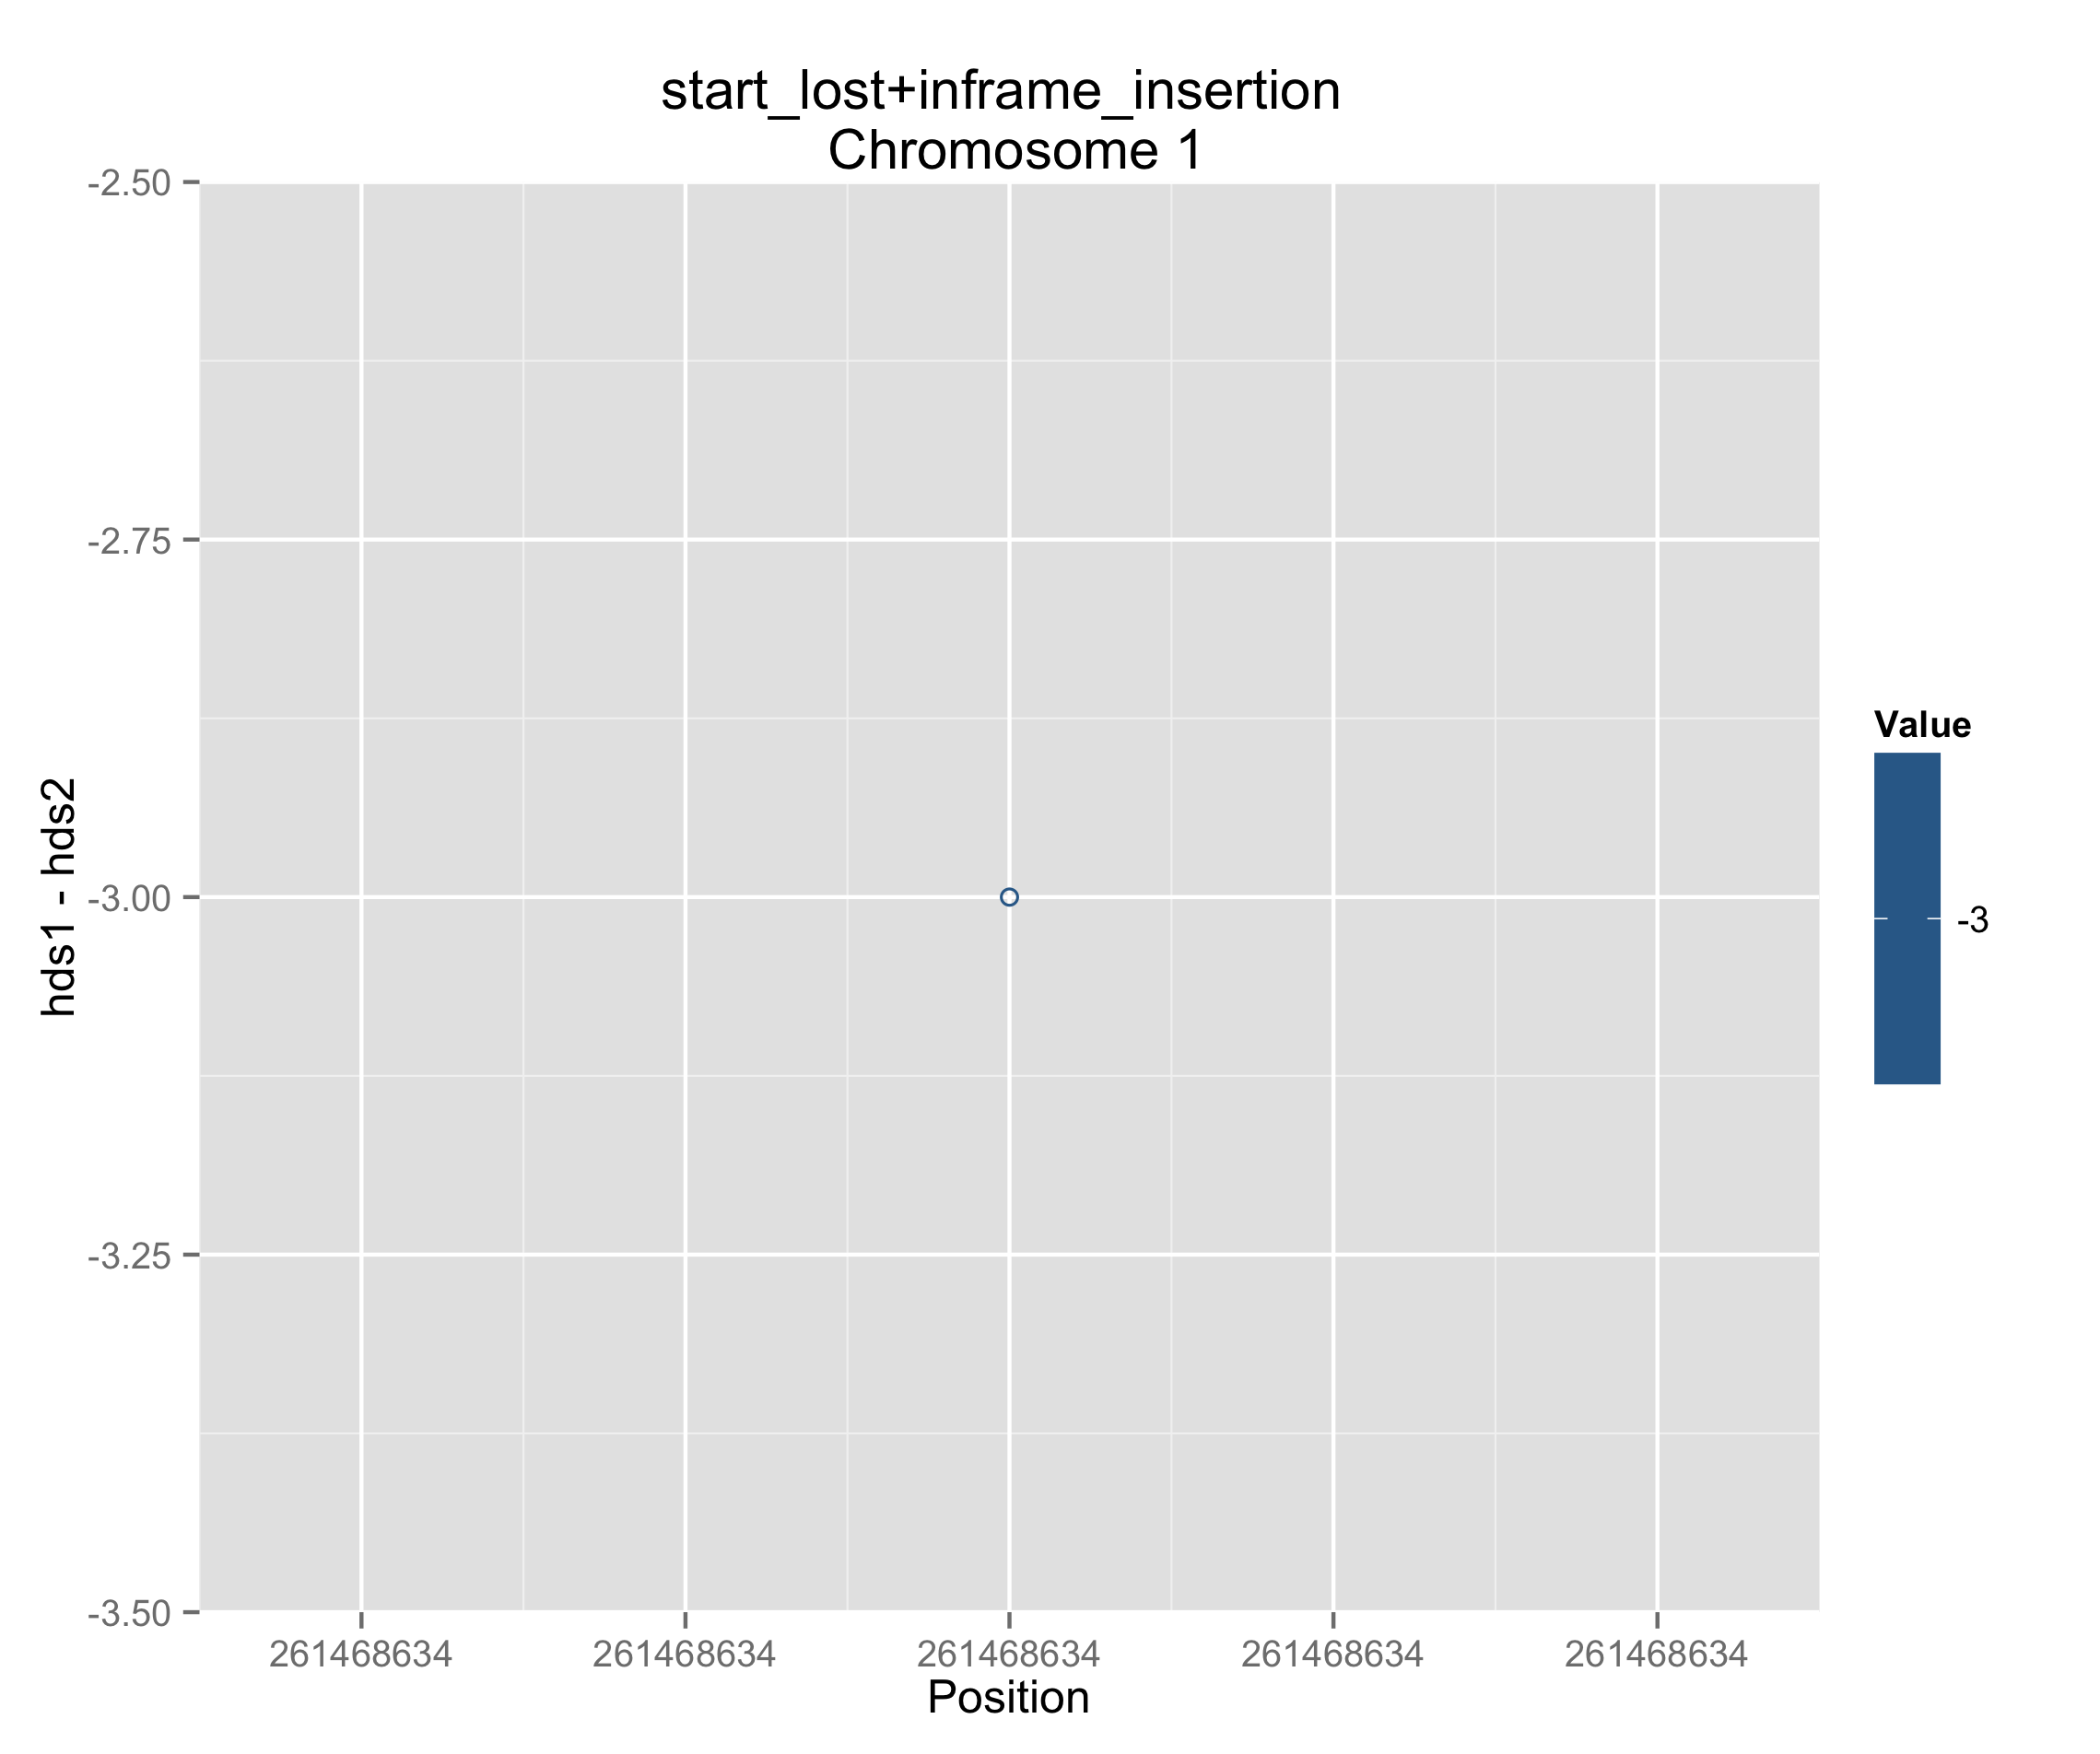 start_lost+inframe_insertion
Chromosome 1
-2.50
-2.75
-3.00
-3.25
-3.50
hds1 - hds2
261468634 261468634 261468634 261468634 261468634
Position
Value
-3